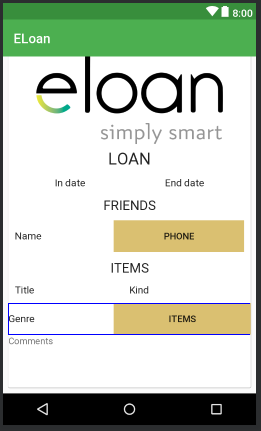 8:00
ELoan
eloan
simply smart
LOAN
In date End date
FRIENDS
Name PHONE
ITEMS
Title Kind
Genre ITEMS
Comments